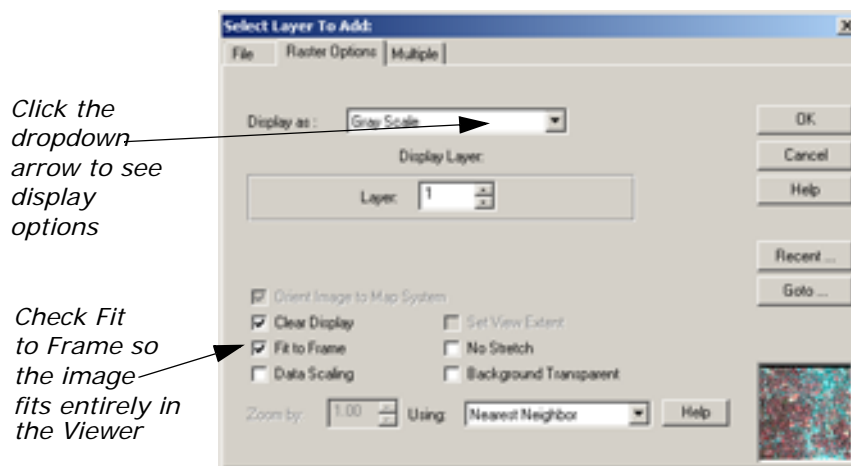 Select Layer To Add:
File Raster Options Multiple
Click the
dropdown
arrow to see
display
options
Display as : Gray Scale
OK
Display Layer:
Cancel
Layer: 1
Help
Recent ...
Goto ...
Check Fit
to Frame so
the image
fits entirely in
the Viewer
Orient Image to Map System
Clear Display Set View Extent
Fit to Frame No Stretch
Data Scaling Background Transparent
Zoom by: 1.00 Using: Nearest Neighbor Help